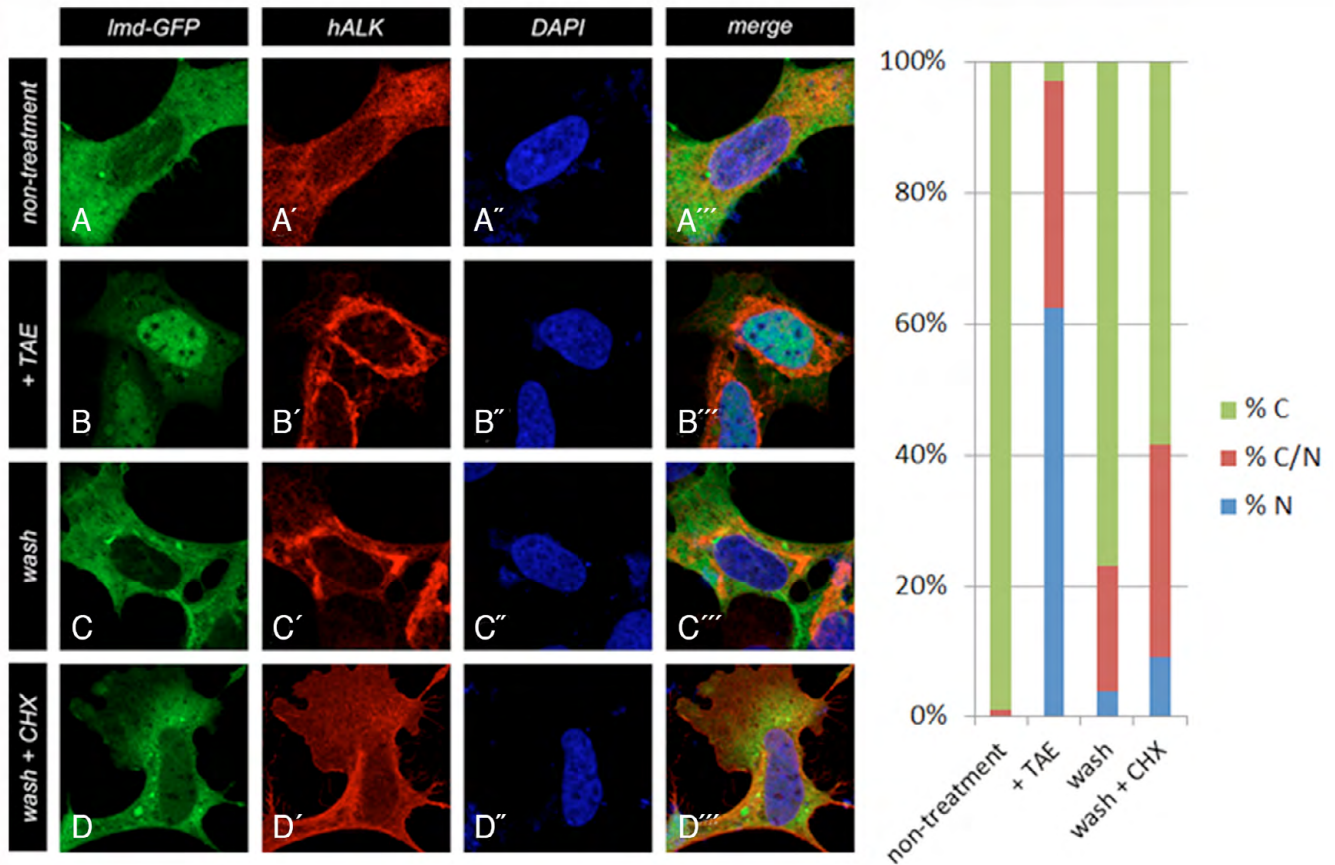 lmd-GFP hALK DAPI merge
non-treatment
A A´ A˝ A˝´
+ TAE
B B´ B˝ B˝´
wash
C C´ C˝ C˝´
wash + CHX
D D´ D˝ D˝´
100%
80%
60%
40%
20%
0%
non-treatment
+ TAE
wash
wash + CHX
% C
% C/N
% N